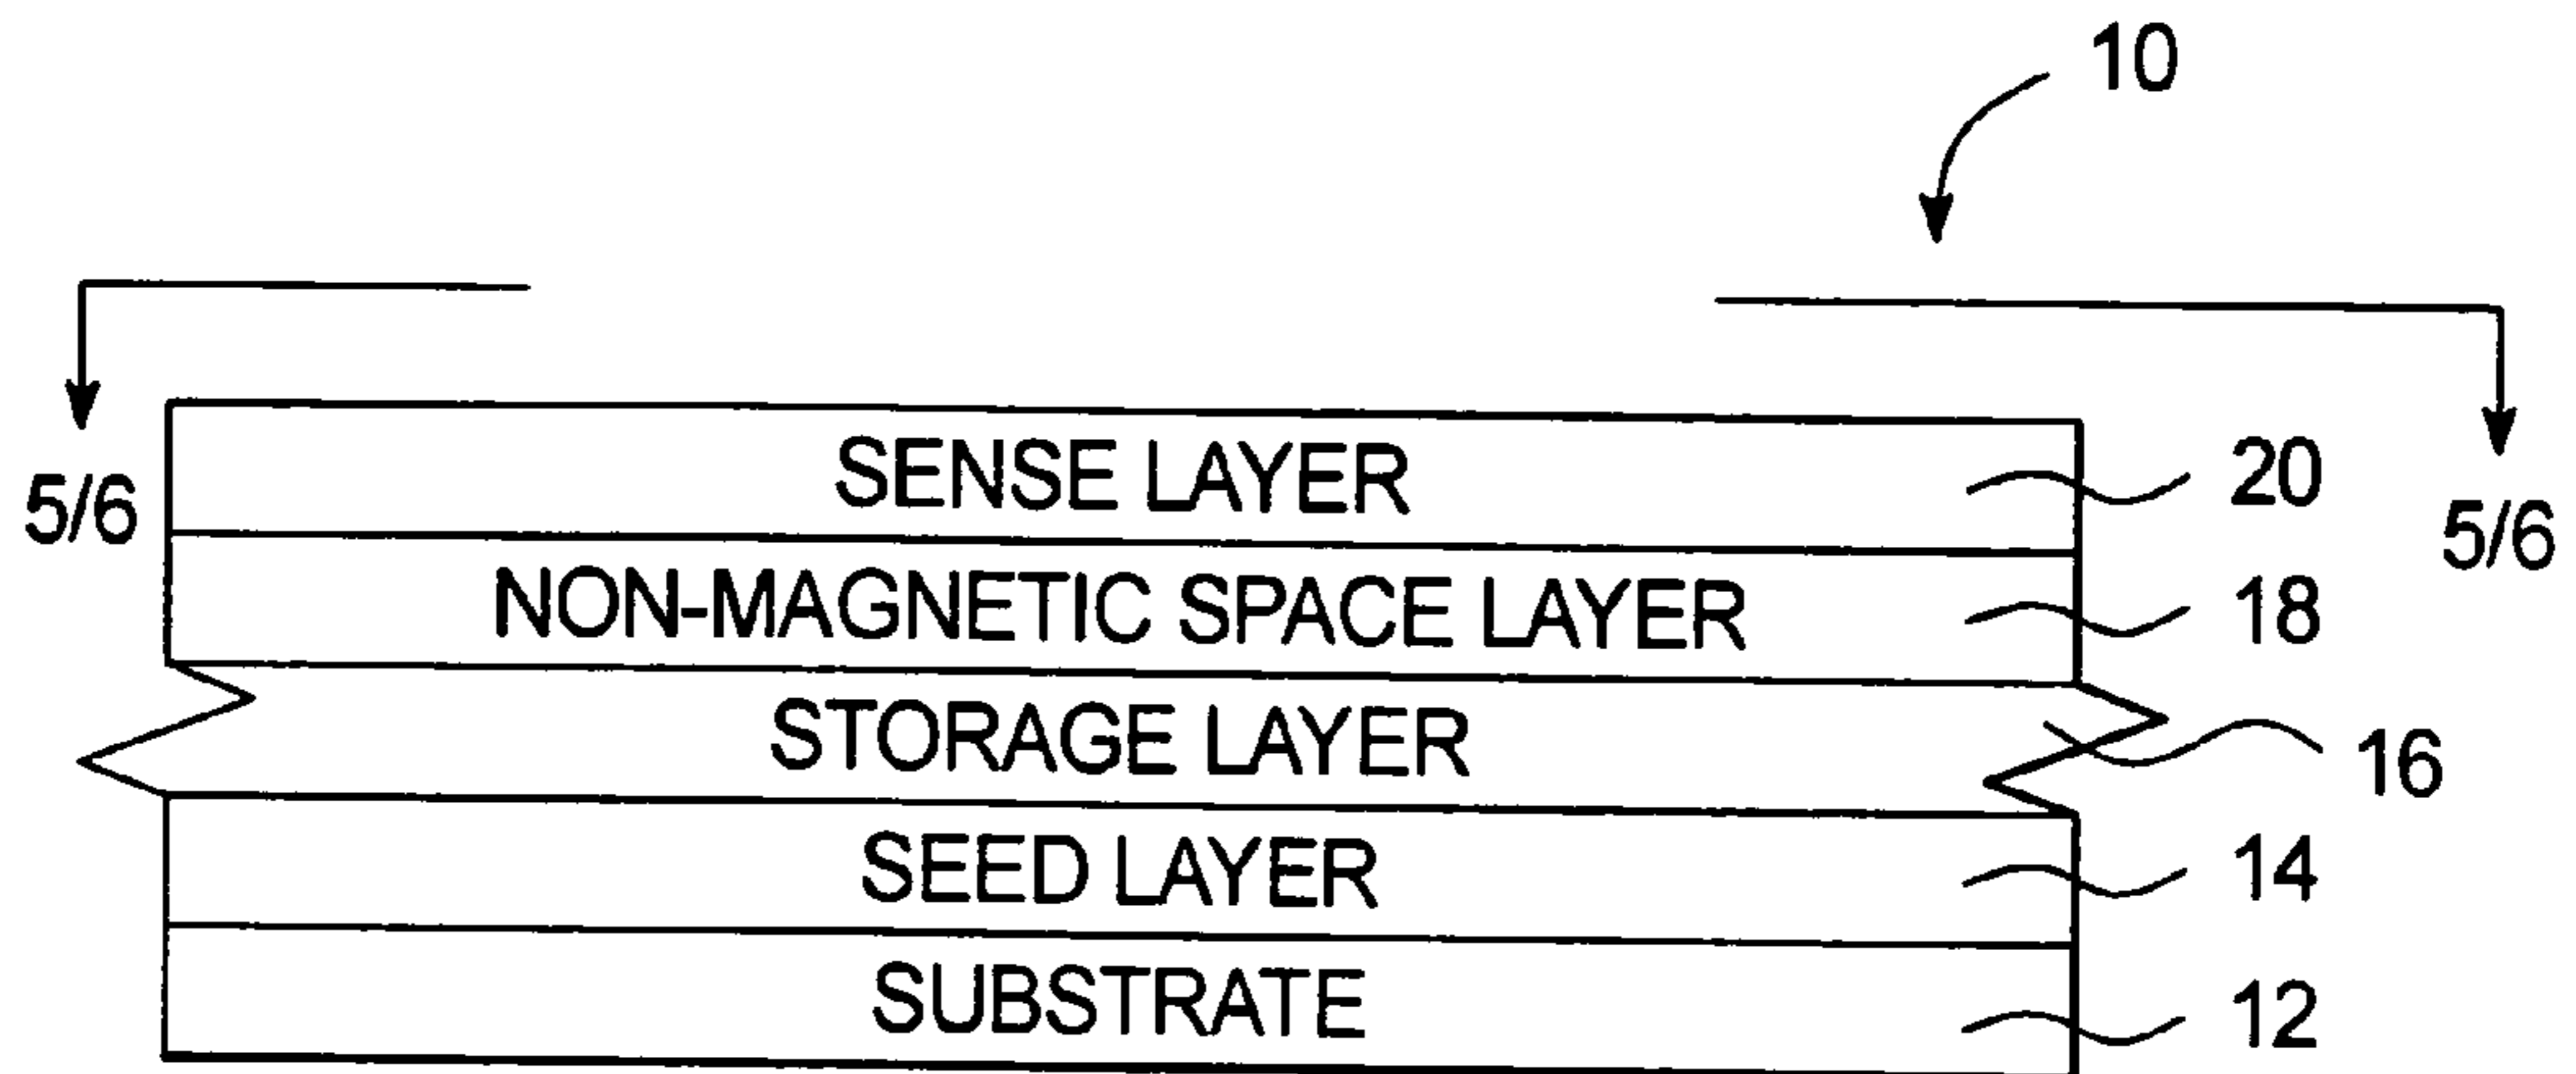 10
SENSE LAYER 20
5/6 5/6
NON-MAGNETIC SPACE LAYER 18
STORAGE LAYER 16
SEED LAYER 14
SUBSTRATE 12